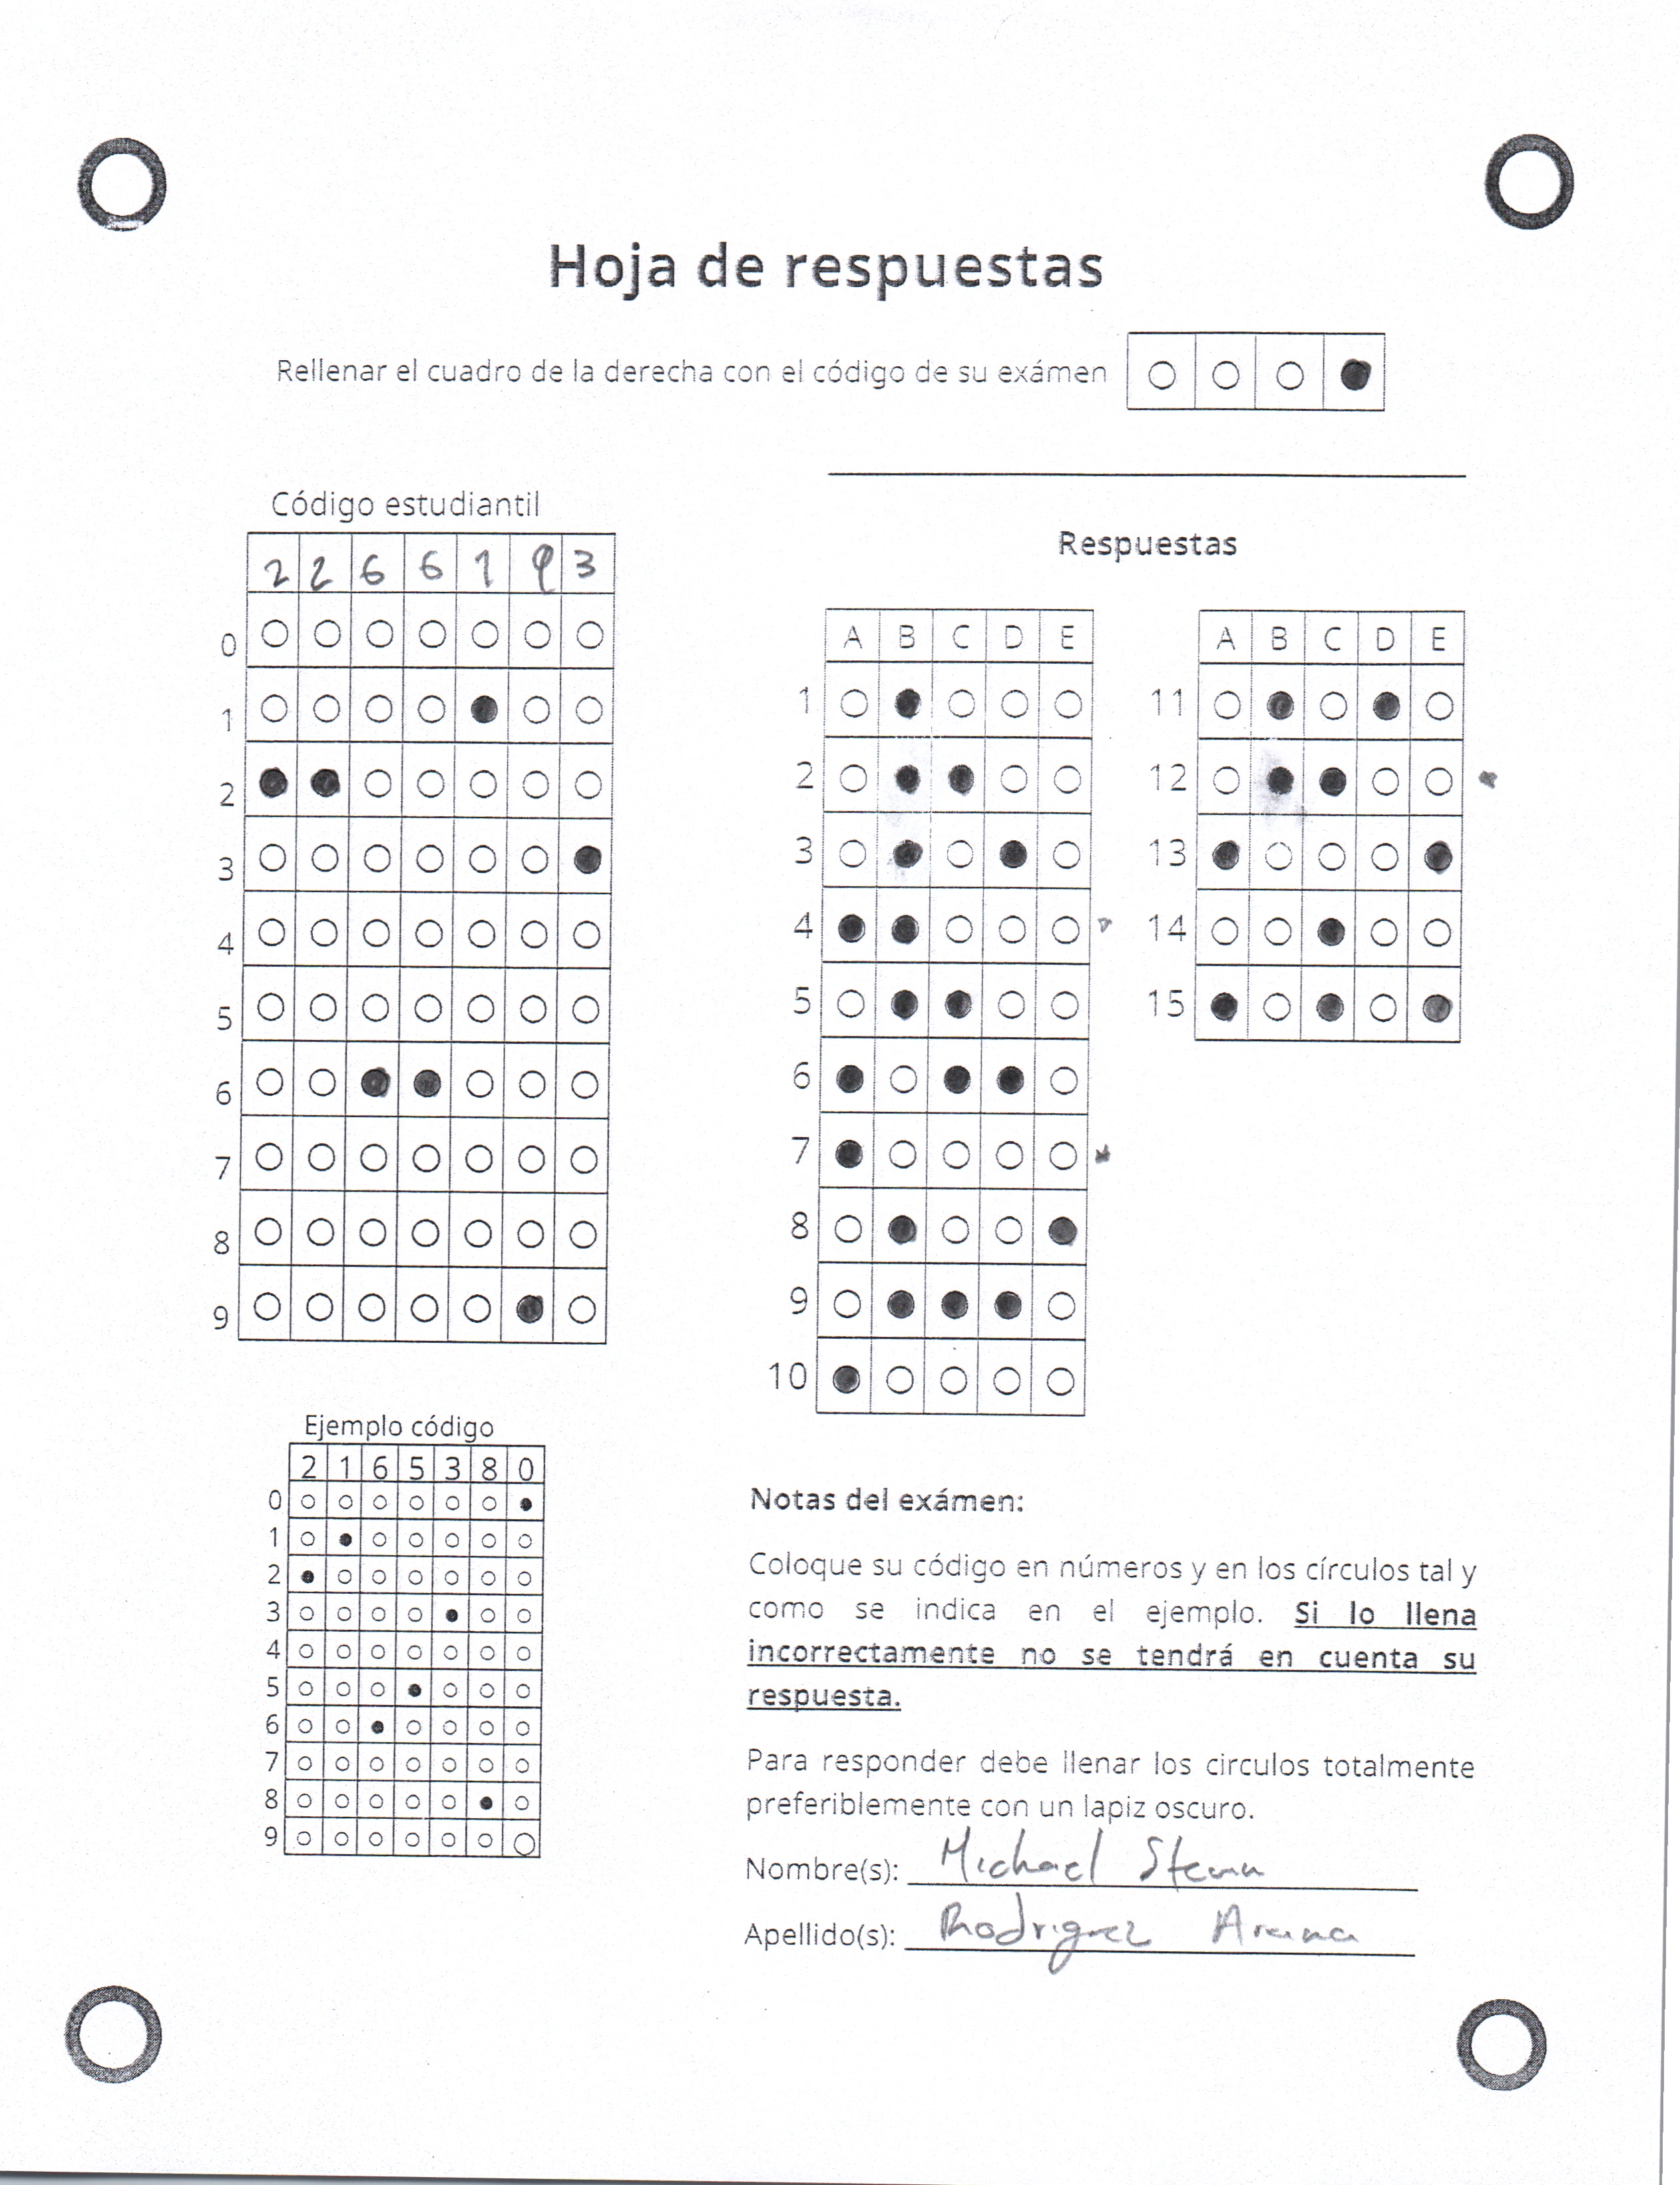 Hoja de respuestas
Rellenar el cuadro de la derecha con el código de su exámen
Código estudiantil
2 2 6 6 1 9 3
0
1
2
3
4
5
6
7
8
9
Ejemplo código
2 1 6 5 3 8 0
0
1
2
3
4
5
6
7
8
9
Respuestas
A B C D E
1
2
3
4
5
6
7
8
9
10
A B C D E
11
12
13
14
15
Notas del exámen:
Coloque su código en números y en los círculos tal y
como se indica en el ejemplo. Si lo llena
incorrectamente no se tendrá en cuenta su
respuesta.
Para responder debe llenar los circulos totalmente
preferiblemente con un lapiz oscuro.
Nombre(s): Michael
Apellido(s): Rodriguez